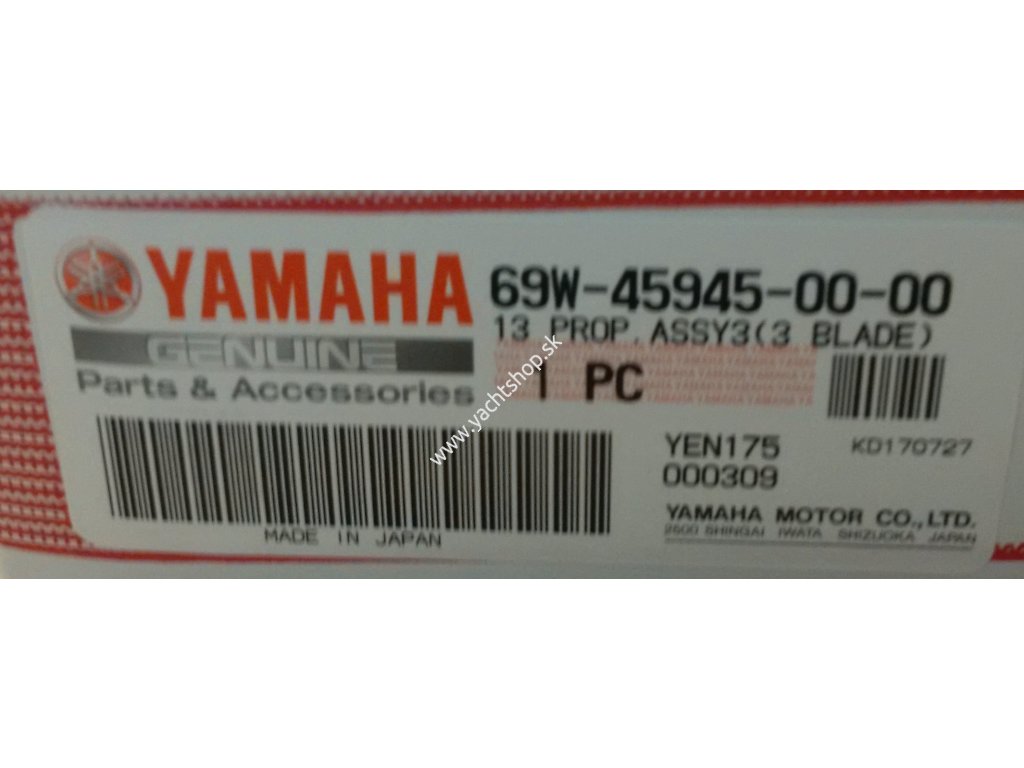 YAMAHA
GENUINE
Parts & Accessories
69W-45945-00-00
13 PROP. ASSY3(3 BLADE)
1 PC
YEN175
000309
KD170727
YAMAHA MOTOR CO.,LTD.
2500 SHINGAI IWATA SHIZUOKA JAPAN
MADE IN JAPAN
www.yachtshop.sk